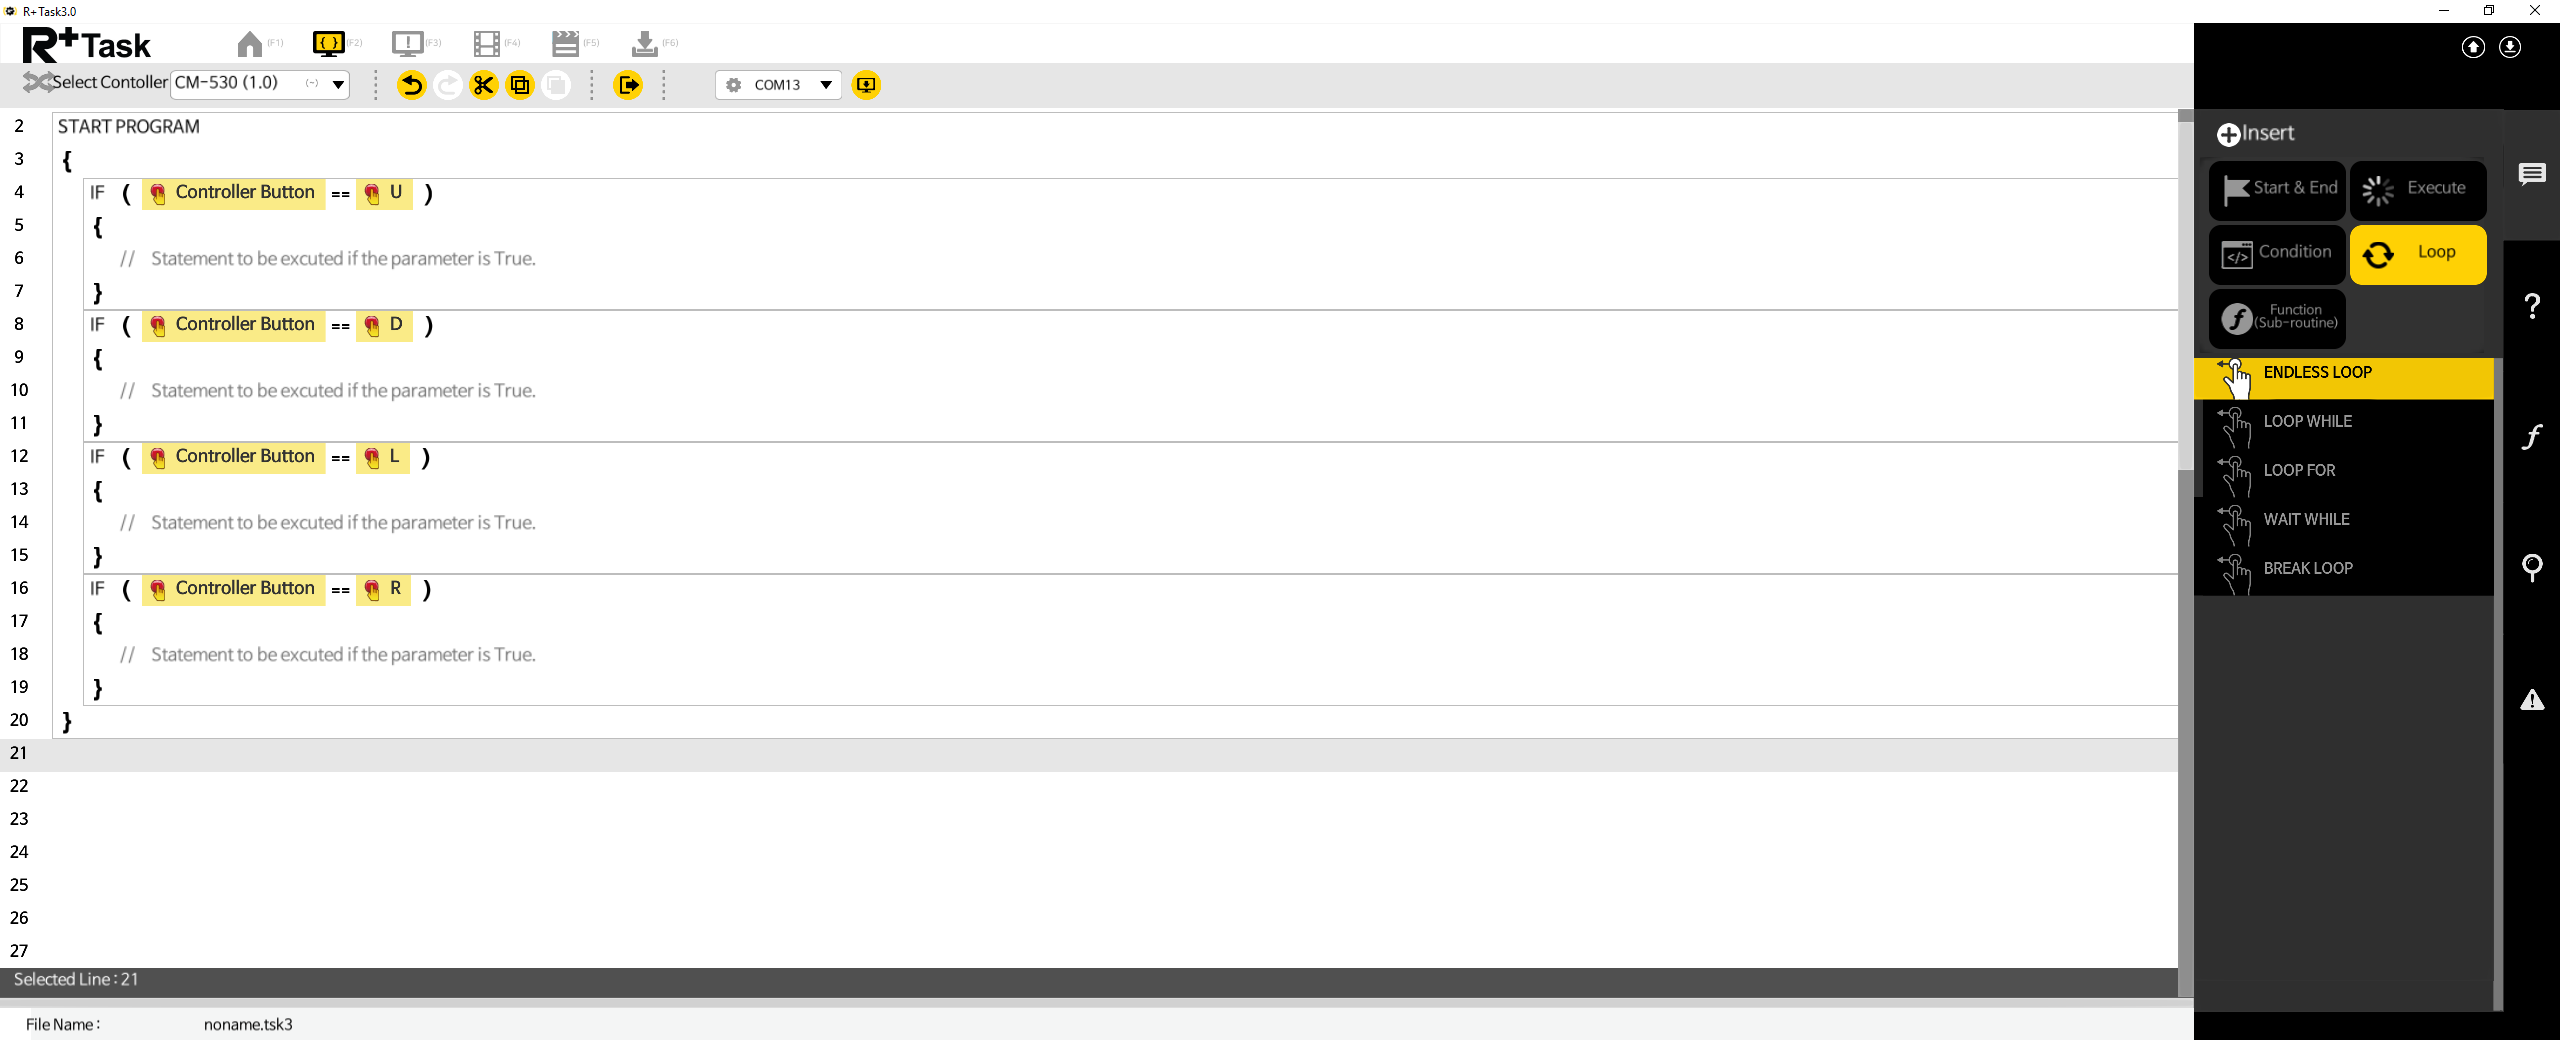 R+Task3.0
R+Task
(F1)
(F2)
(F3)
(F4)
(F5)
(F6)
Select Contoller CM-530 (1.0) (~)
COM13
2 START PROGRAM
3 {
4 IF ( Controller Button == U )
5 {
6 // Statement to be excuted if the parameter is True.
7 }
8 IF ( Controller Button == D )
9 {
10 // Statement to be excuted if the parameter is True.
11 }
12 IF ( Controller Button == L )
13 {
14 // Statement to be excuted if the parameter is True.
15 }
16 IF ( Controller Button == R )
17 {
18 // Statement to be excuted if the parameter is True.
19 }
20 }
21
22
23
24
25
26
27
Selected Line : 21
File Name : noname.tsk3
Insert
Start & End
Execute
Condition
Loop
Function
(Sub-routine)
ENDLESS LOOP
LOOP WHILE
LOOP FOR
WAIT WHILE
BREAK LOOP